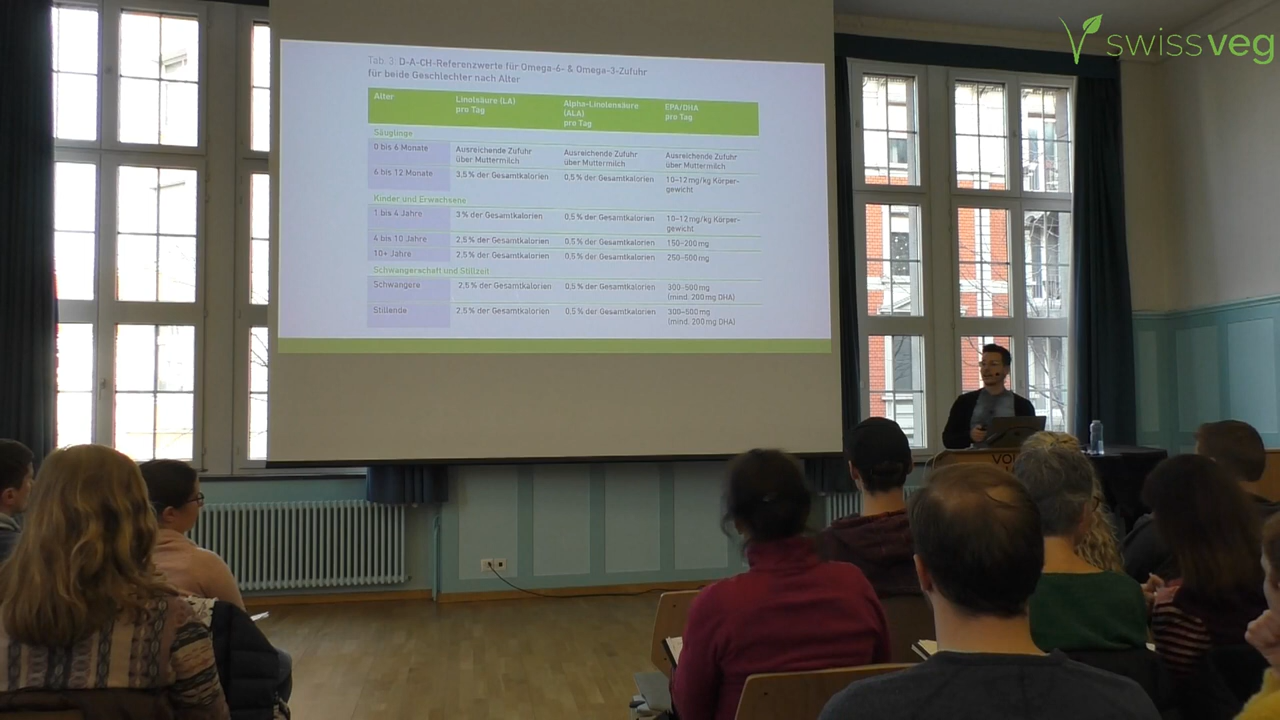 swissveg
Tab. 3: D-A-CH-Referenzwerte für Omega-6- & Omega-3-Zufuhr
für beide Geschlechter nach Alter
Alter Linolsäure (LA) pro Tag Alpha-Linolensäure (ALA) pro Tag EPA/DHA pro Tag
Säuglinge
0 bis 6 Monate Ausreichende Zufuhr über Muttermilch Ausreichende Zufuhr über Muttermilch Ausreichende Zufuhr über Muttermilch
6 bis 12 Monate 3,5 % der Gesamtkalorien 0,5 % der Gesamtkalorien 10–12 mg/kg Körper-
gewicht
Kinder und Erwachsene
1 bis 4 Jahre 3 % der Gesamtkalorien 0,5 % der Gesamtkalorien 10–12 mg/kg Körper-
gewicht
4 bis 10 Jahre 2,5 % der Gesamtkalorien 0,5 % der Gesamtkalorien 150–200 mg
10+ Jahre 2,5 % der Gesamtkalorien 0,5 % der Gesamtkalorien 250–500 mg
Schwangerschaft und Stillzeit
Schwangere 2,5 % der Gesamtkalorien 0,5 % der Gesamtkalorien 300–500 mg
(mind. 200 mg DHA)
Stillende 2,5 % der Gesamtkalorien 0,5 % der Gesamtkalorien 300–500 mg
(mind. 200 mg DHA)